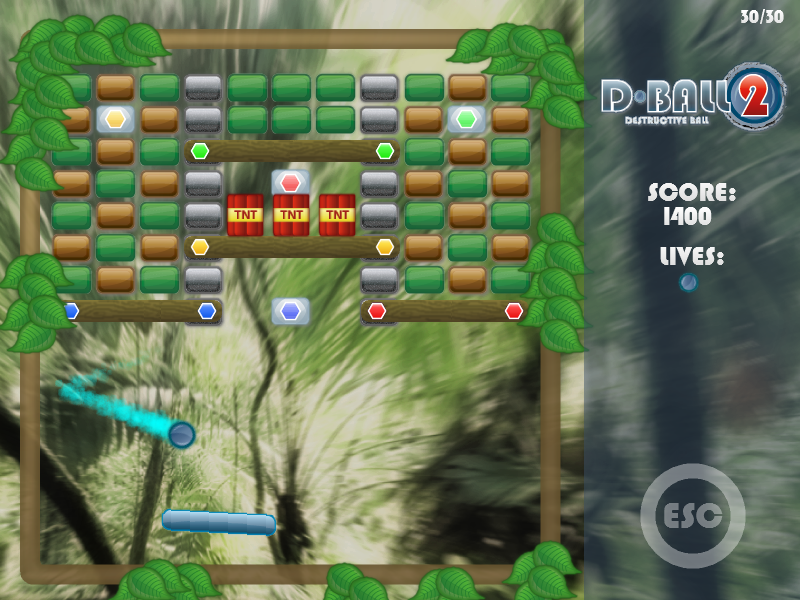 30/30
D·BALL 2
DESTRUCTIVE BALL
SCORE:
1400
LIVES:
TNT TNT TNT
ESC